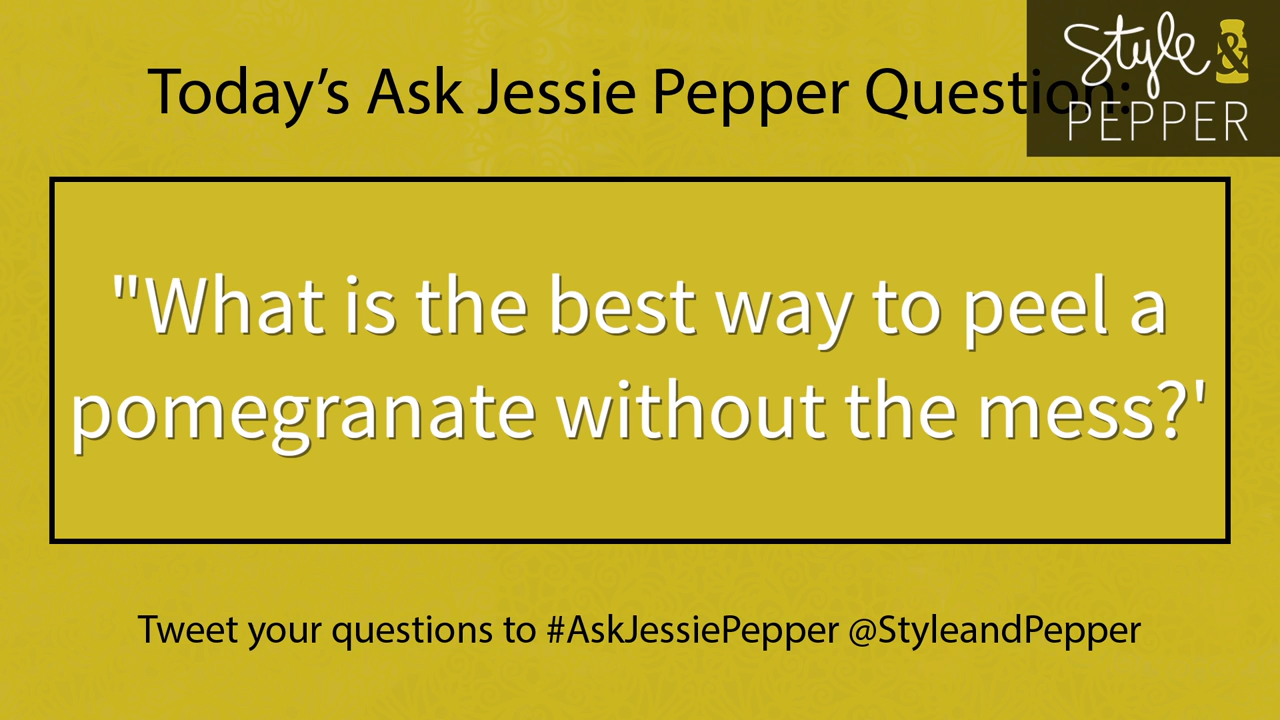 Today’s Ask Jessie Pepper Question:
Style &
PEPPER
"What is the best way to peel a
pomegranate without the mess?'
Tweet your questions to #AskJessiePepper @StyleandPepper